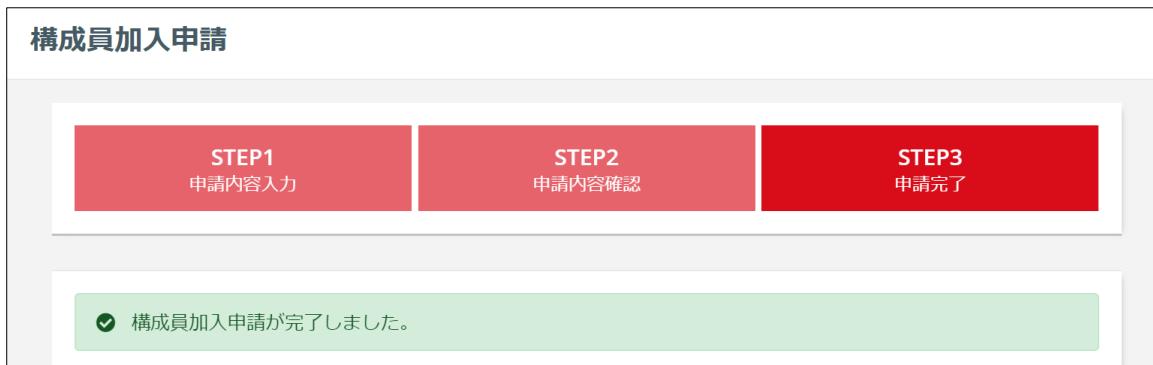 構成員加入申請
STEP1
申請内容入力
STEP2
申請内容確認
STEP3
申請完了
構成員加入申請が完了しました。